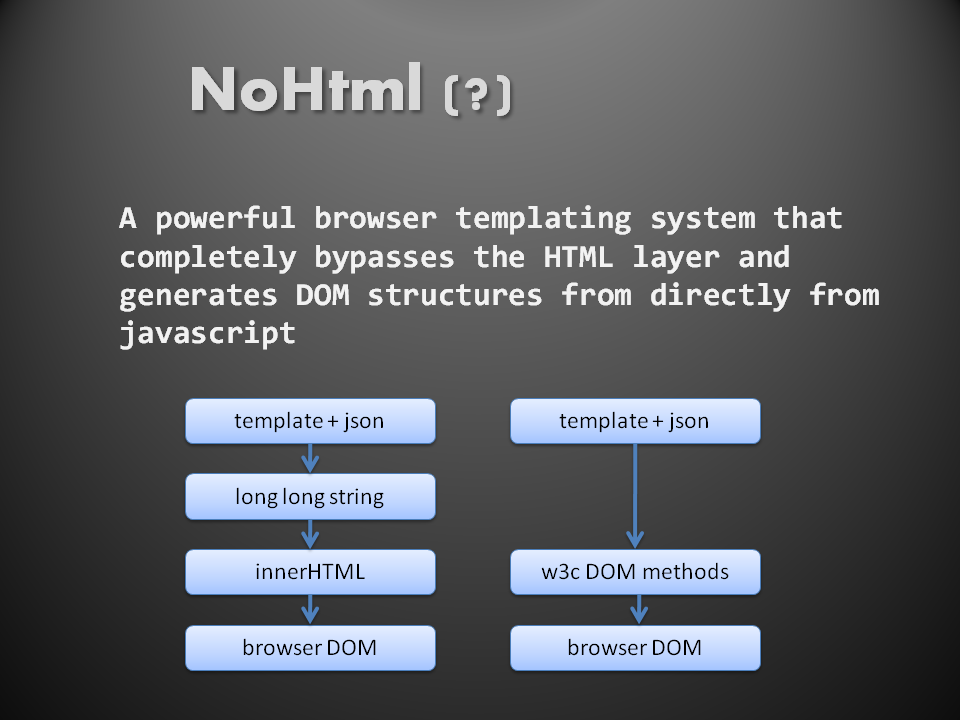 NoHtml (?)
A powerful browser templating system that
completely bypasses the HTML layer and
generates DOM structures from directly from
javascript
template + json
long long string
innerHTML
browser DOM
template + json
w3c DOM methods
browser DOM